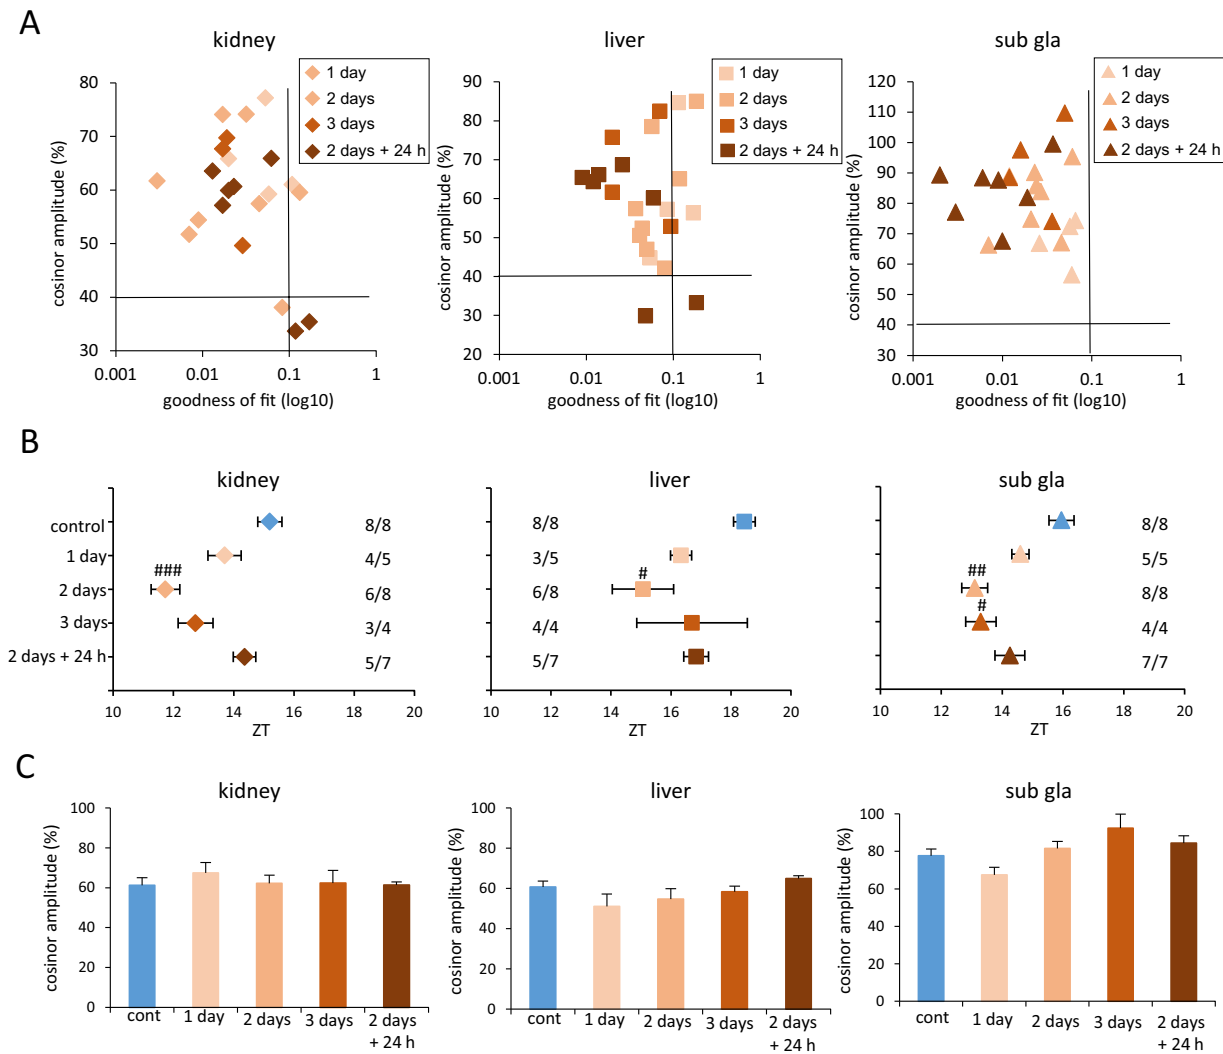 A
kidney
liver
sub gla
1 day
2 days
3 days
2 days + 24 h
1 day
2 days
3 days
2 days + 24 h
1 day
2 days
3 days
2 days + 24 h
cosinor amplitude (%)
80
70
60
50
40
30
0.001
0.01
0.1
1
goodness of fit (log10)
cosinor amplitude (%)
90
80
70
60
50
40
30
20
0.001
0.01
0.1
1
goodness of fit (log10)
cosinor amplitude (%)
120
110
100
90
80
70
60
50
40
30
0.001
0.01
0.1
1
goodness of fit (log10)
B
kidney
liver
sub gla
control
1 day
2 days
3 days
2 days + 24 h
###
8/8
4/5
6/8
3/4
5/7
10
12
14
16
18
20
ZT
8/8
3/5
6/8
4/4
5/7
#
10
12
14
16
18
20
ZT
##
#
8/8
5/5
8/8
4/4
7/7
10
12
14
16
18
20
ZT
C
kidney
liver
sub gla
cosinor amplitude (%)
100
80
60
40
20
0
cont
1 day
2 days
3 days
2 days
+ 24 h
cosinor amplitude (%)
100
80
60
40
20
0
cont
1 day
2 days
3 days
2 days
+ 24 h
cosinor amplitude (%)
100
80
60
40
20
0
cont
1 day
2 days
3 days
2 days
+ 24 h